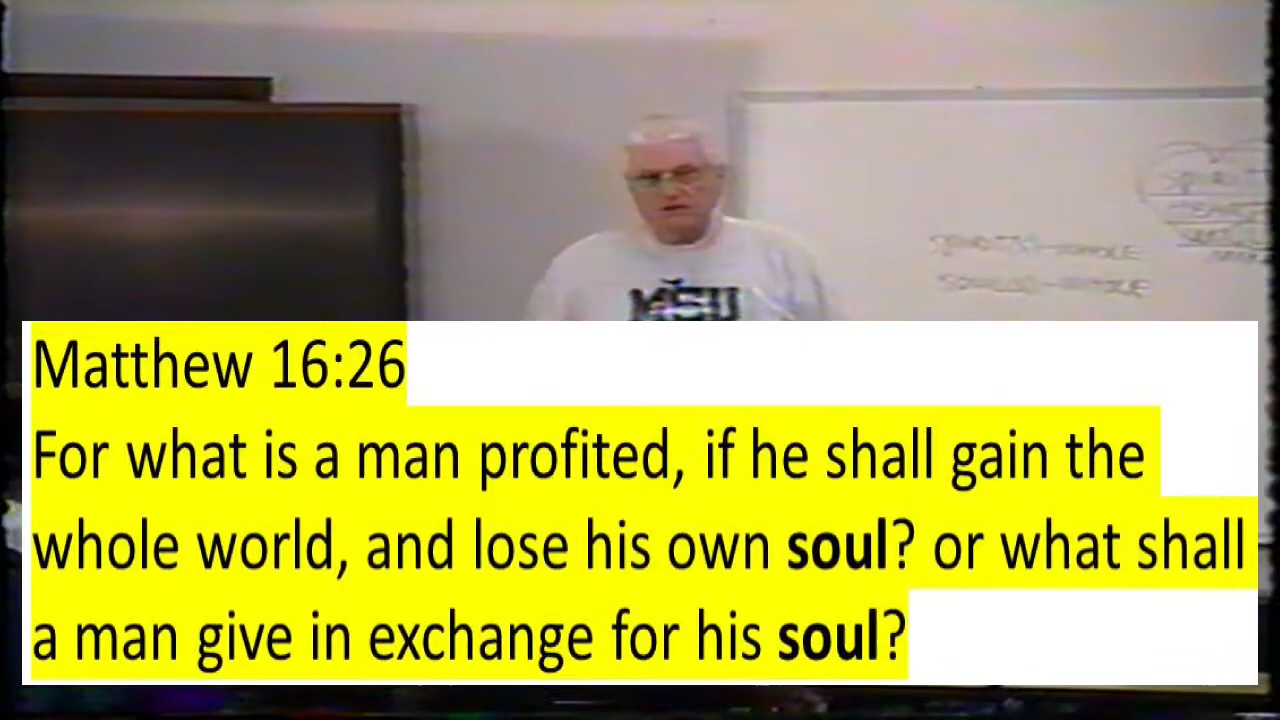 MSU
Matthew 16:26
For what is a man profited, if he shall gain the
whole world, and lose his own soul? or what shall
a man give in exchange for his soul?